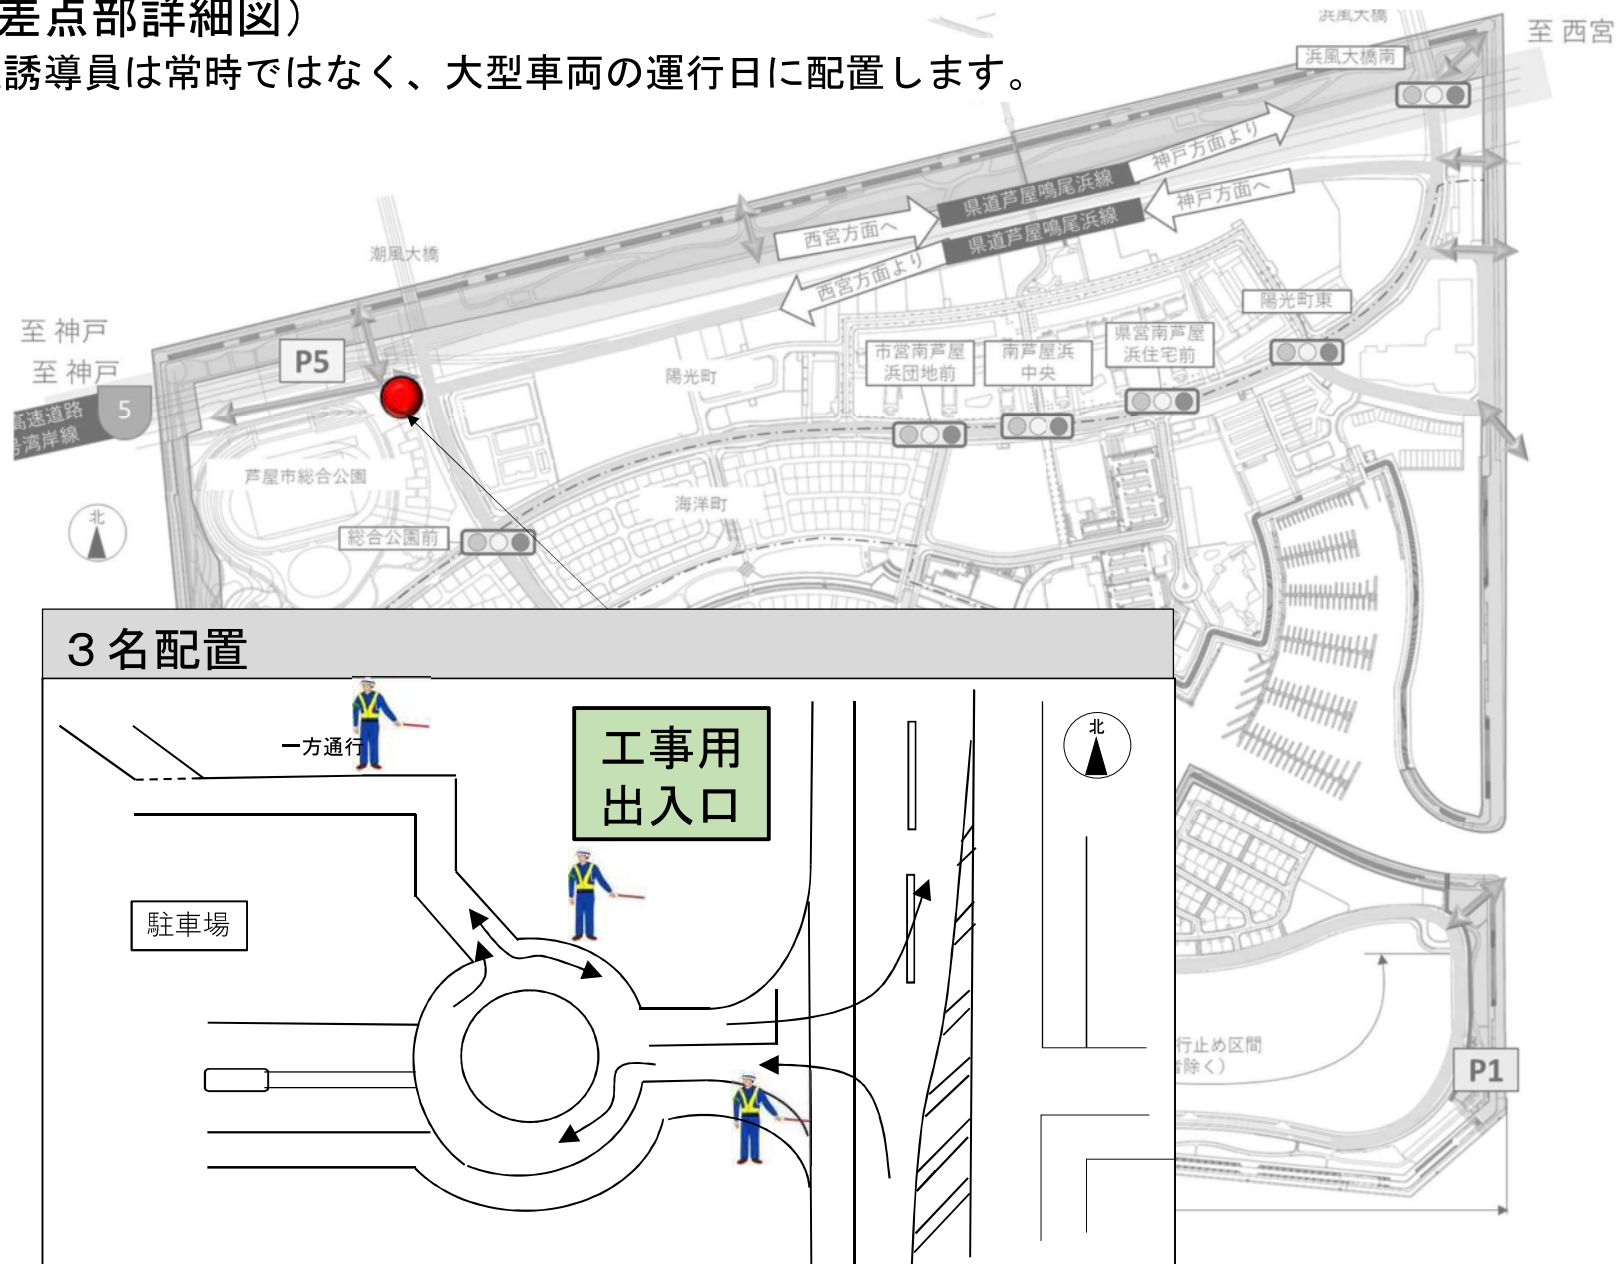 差点部詳細図）
誘導員は常時ではなく、大型車両の運行日に配置します。
浜風大橋
至 西宮
浜風大橋南
神戸方面より
県道芦屋鳴尾浜線
神戸方面へ
西宮方面へ
県道芦屋鳴尾浜線
西宮方面より
潮風大橋
陽光町東
至 神戸
県営南芦屋
浜住宅前
市営南芦屋
浜団地前
南芦屋浜
中央
P5
至 神戸
陽光町
5
高速道路
号湾岸線
芦屋市総合公園
海洋町
北
総合公園前
３名配置
一方通行
工事用
出入口
北
駐車場
行止め区間
除く）
P1